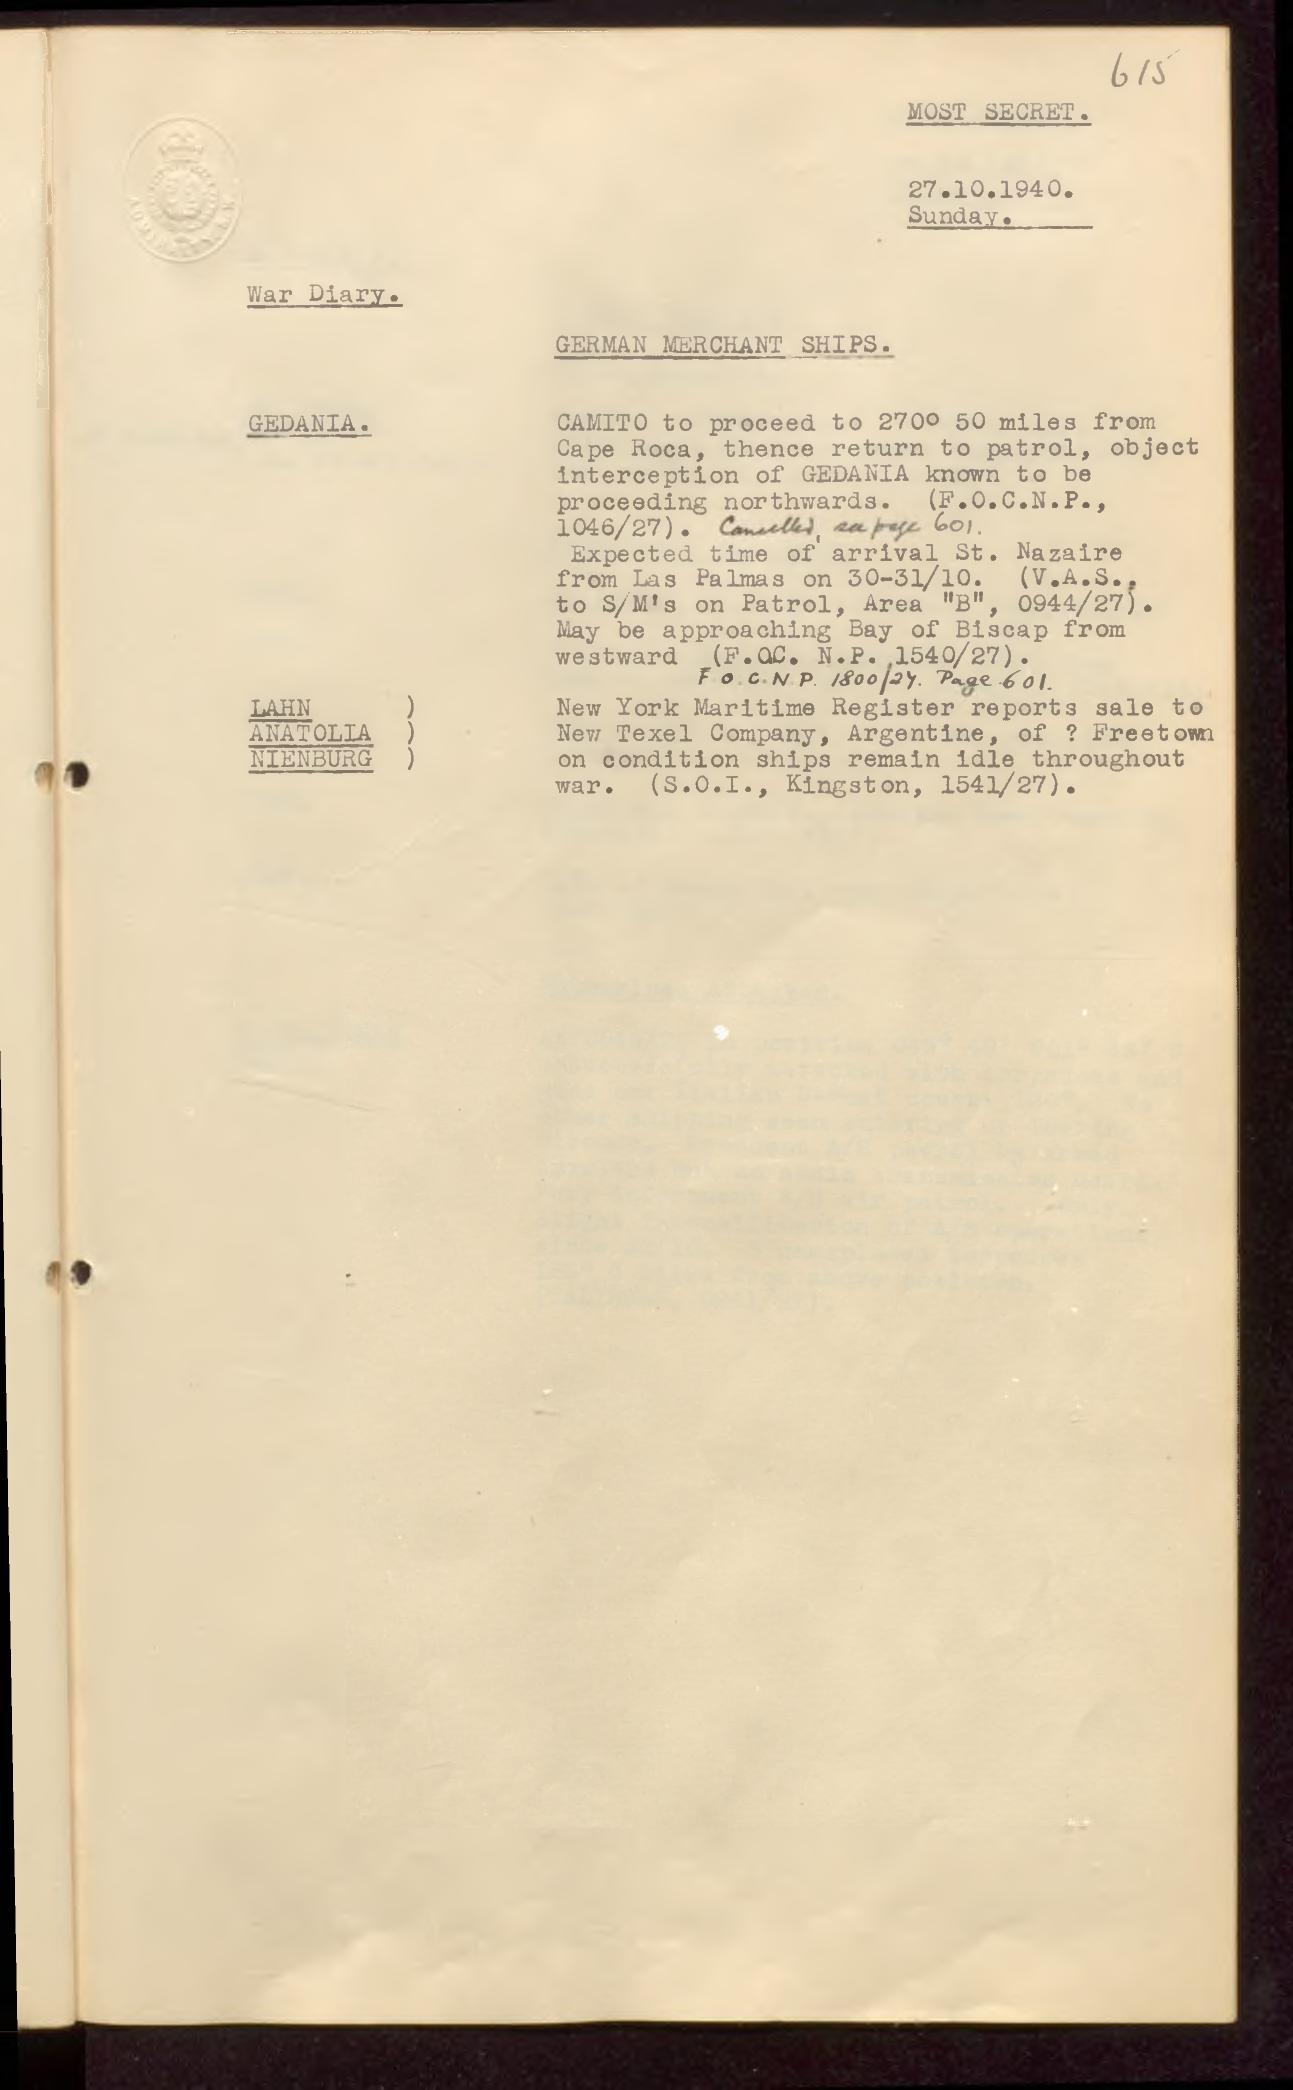 615
MOST SECRET.
27.10.1940.
Sunday.
War Diary.
GERMAN MERCHANT SHIPS.
GEDANIA. CAMITO to proceed to 270º 50 miles from
Cape Roca, thence return to patrol, object
interception of GEDANIA known to be
proceeding northwards. (F.O.C.N.P.,
1046/27). Cancelled, see page 601.
Expected time of arrival St. Nazaire
from Las Palmas on 30-31/10. (V.A.S.,
to S/M's on Patrol, Area "B", 0944/27).
May be approaching Bay of Biscap from
westward (F.OC. N.P. 1540/27).
F.O.C.N.P. 1800/27. Page 601.
LAHN ) New York Maritime Register reports sale to
ANATOLIA ) New Texel Company, Argentine, of ? Freetown
NIENBURG ) on condition ships remain idle throughout
war. (S.O.I., Kingston, 1541/27).